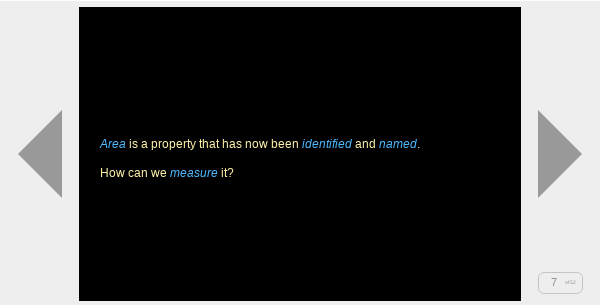 Area is a property that has now been identified and named.
How can we measure it?
7 of 52